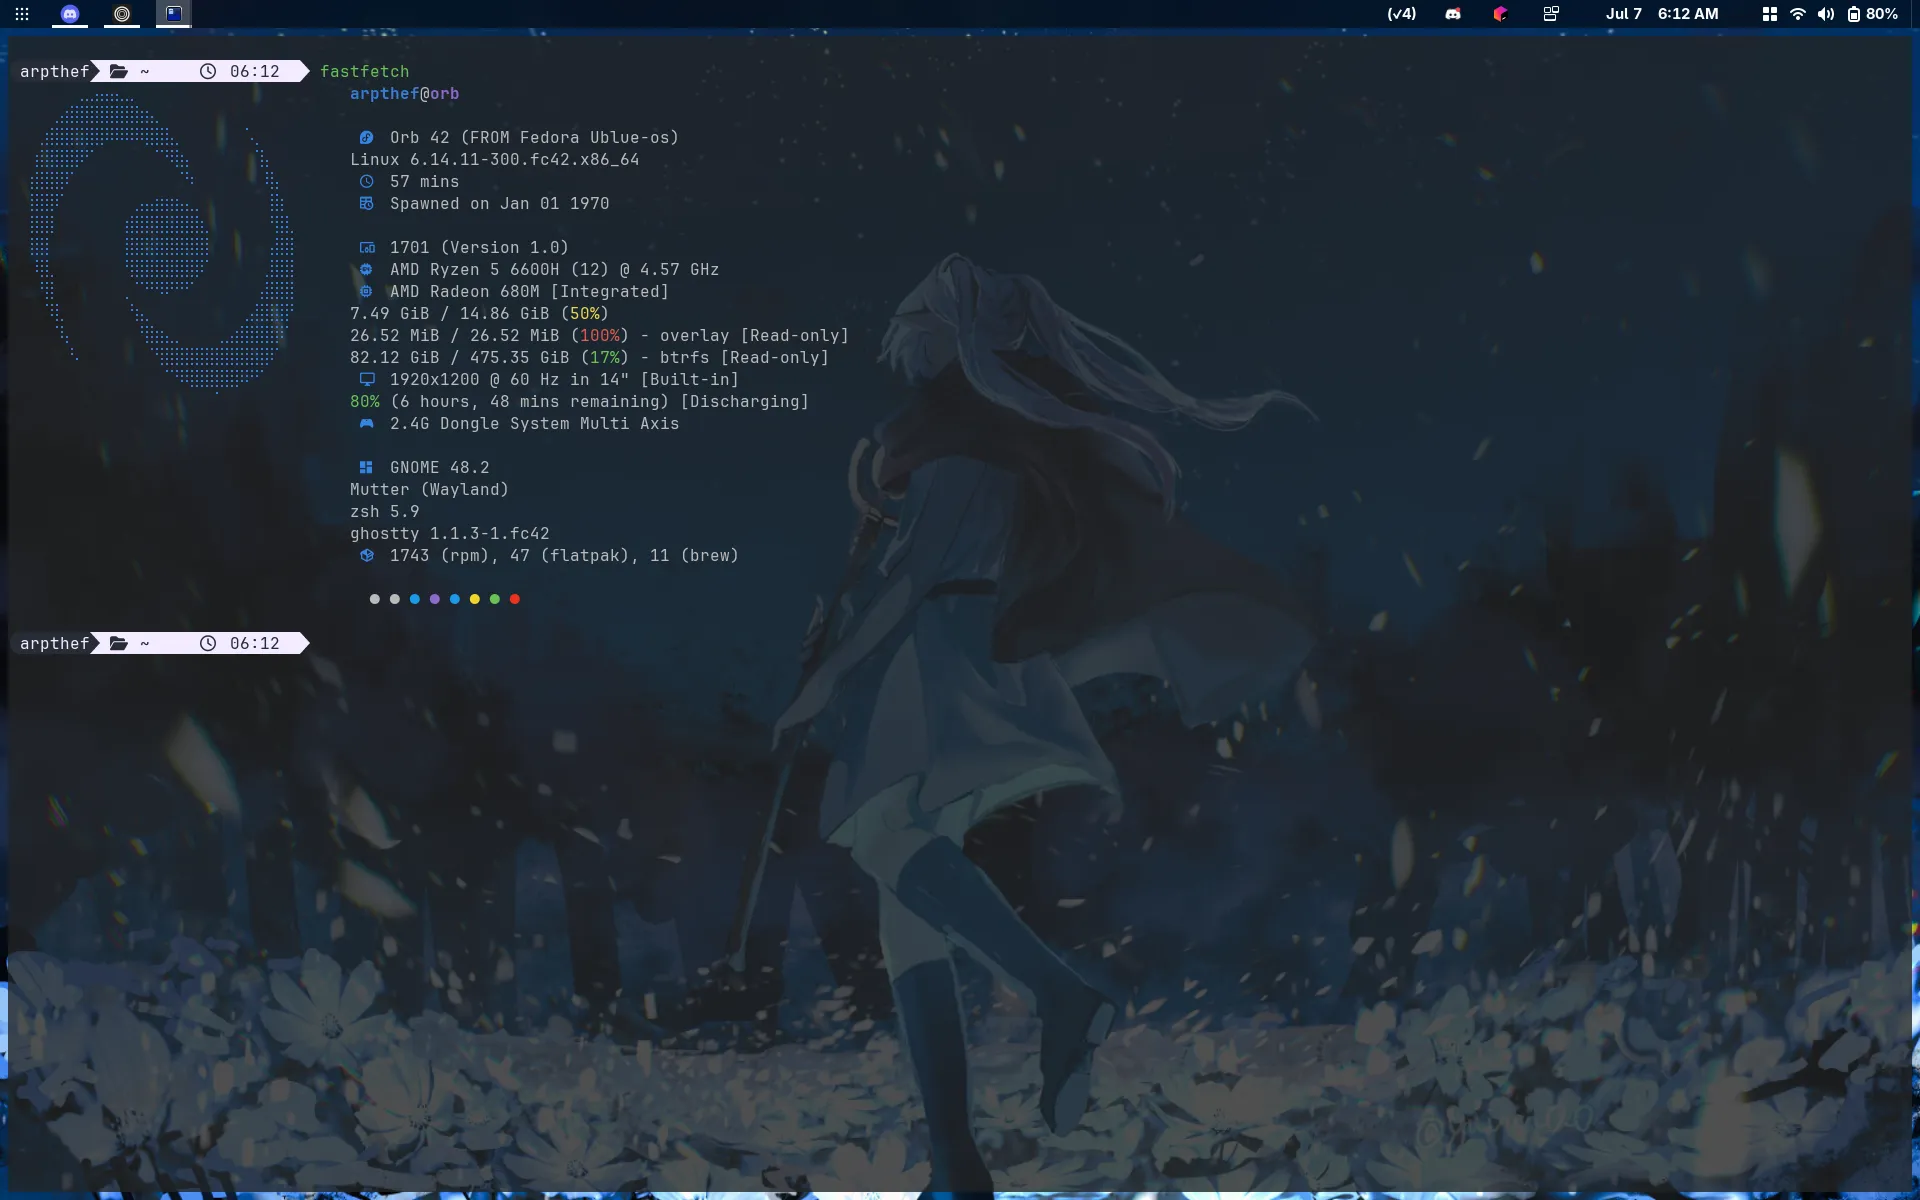 (✓4) Jul 7 6:12 AM 80%
arpthef ~ 06:12 fastfetch
arpthef@orb
Orb 42 (FROM Fedora Ublue-os)
Linux 6.14.11-300.fc42.x86_64
57 mins
Spawned on Jan 01 1970
1701 (Version 1.0)
AMD Ryzen 5 6600H (12) @ 4.57 GHz
AMD Radeon 680M [Integrated]
7.49 GiB / 14.86 GiB (50%)
26.52 MiB / 26.52 MiB (100%) - overlay [Read-only]
82.12 GiB / 475.35 GiB (17%) - btrfs [Read-only]
1920x1200 @ 60 Hz in 14" [Built-in]
80% (6 hours, 48 mins remaining) [Discharging]
2.4G Dongle System Multi Axis
GNOME 48.2
Mutter (Wayland)
zsh 5.9
ghostty 1.1.3-1.fc42
1743 (rpm), 47 (flatpak), 11 (brew)
arpthef ~ 06:12